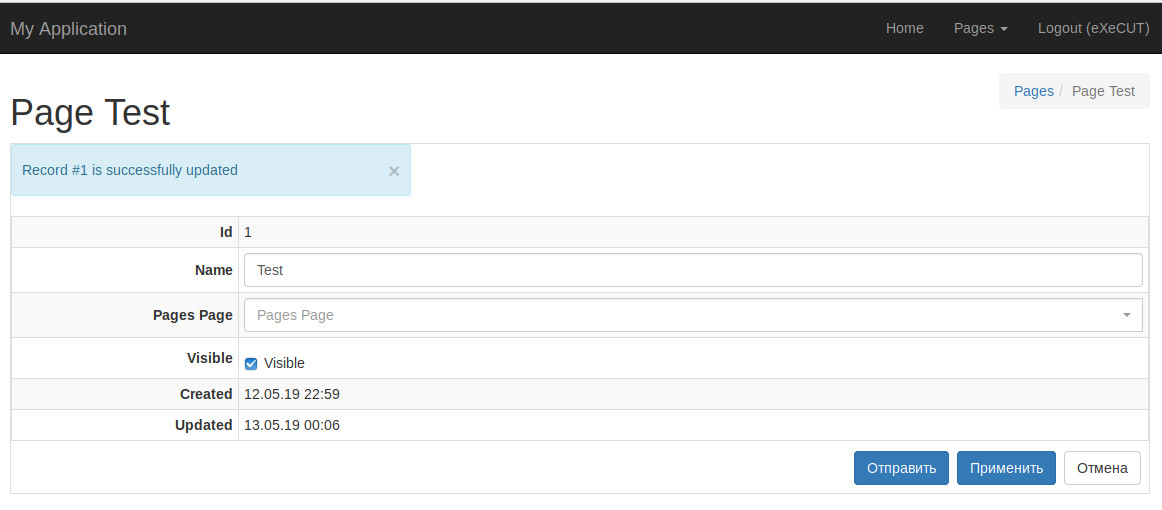 My Application Home Pages Logout (eXeCUT)
Pages / Page Test
Page Test
Record #1 is successfully updated ×
Id 1
Name Test
Pages Page Pages Page
Visible Visible
Created 12.05.19 22:59
Updated 13.05.19 00:06
Отправить Применить Отмена